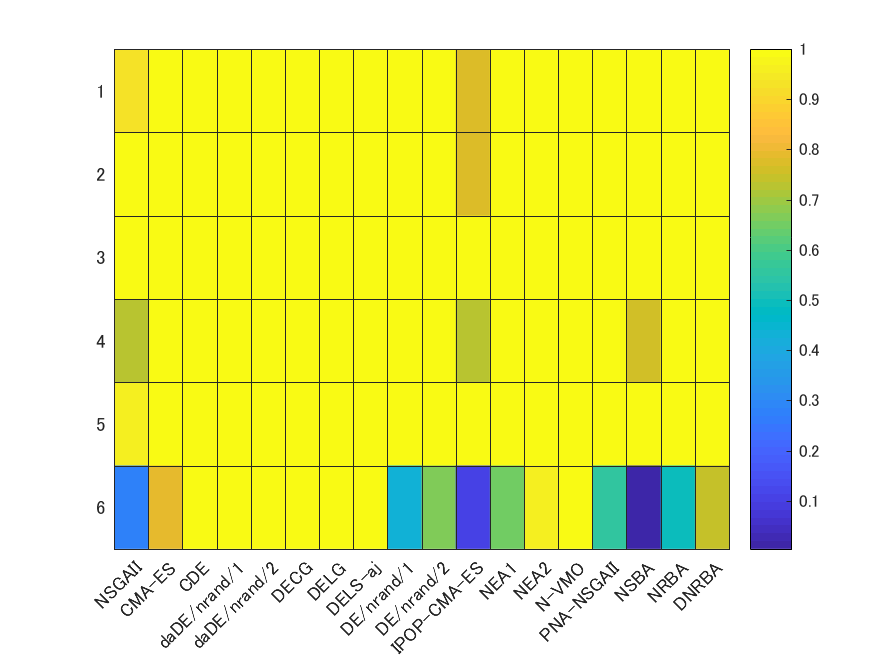 1
2
3
4
5
6
NSGAII
CMA-ES
CDE
daDE/nrand/1
daDE/nrand/2
DECG
DELG
DELS-aj
DE/nrand/1
DE/nrand/2
IPOP-CMA-ES
NEA1
NEA2
N-VMO
PNA-NSGAII
NSBA
NRBA
DNRBA
1
0.9
0.8
0.7
0.6
0.5
0.4
0.3
0.2
0.1